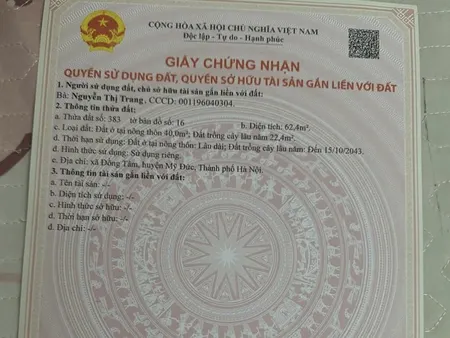 CỘNG HÒA XÃ HỘI CHỦ NGHĨA VIỆT NAM
Độc lập - Tự do - Hạnh phúc
GIẤY CHỨNG NHẬN
QUYỀN SỬ DỤNG ĐẤT, QUYỀN SỞ HỮU TÀI SẢN GẮN LIỀN VỚI ĐẤT
1. Người sử dụng đất, chủ sở hữu tài sản gắn liền với đất:
Bà: Nguyễn Thị Trang, CCCD: 001196040304.
2. Thông tin thửa đất:
a. Thửa đất số: 383 tờ bản đồ số: 16 b. Diện tích: 62,4m².
c. Loại đất: Đất ở tại nông thôn 40,0m²; Đất trồng cây lâu năm 22,4m².
d. Thời hạn sử dụng: Đất ở tại nông thôn: Lâu dài; Đất trồng cây lâu năm: Đến 15/10/2043.
đ. Hình thức sử dụng: Sử dụng riêng.
e. Địa chỉ: xã Đồng Tâm, huyện Mỹ Đức, Thành phố Hà Nội.
3. Thông tin tài sản gắn liền với đất:
a. Tên tài sản: -/-
b. Diện tích sử dụng: -/-
c. Hình thức sở hữu: -/-
d. Thời hạn sở hữu: -/-
đ. Địa chỉ: -/-